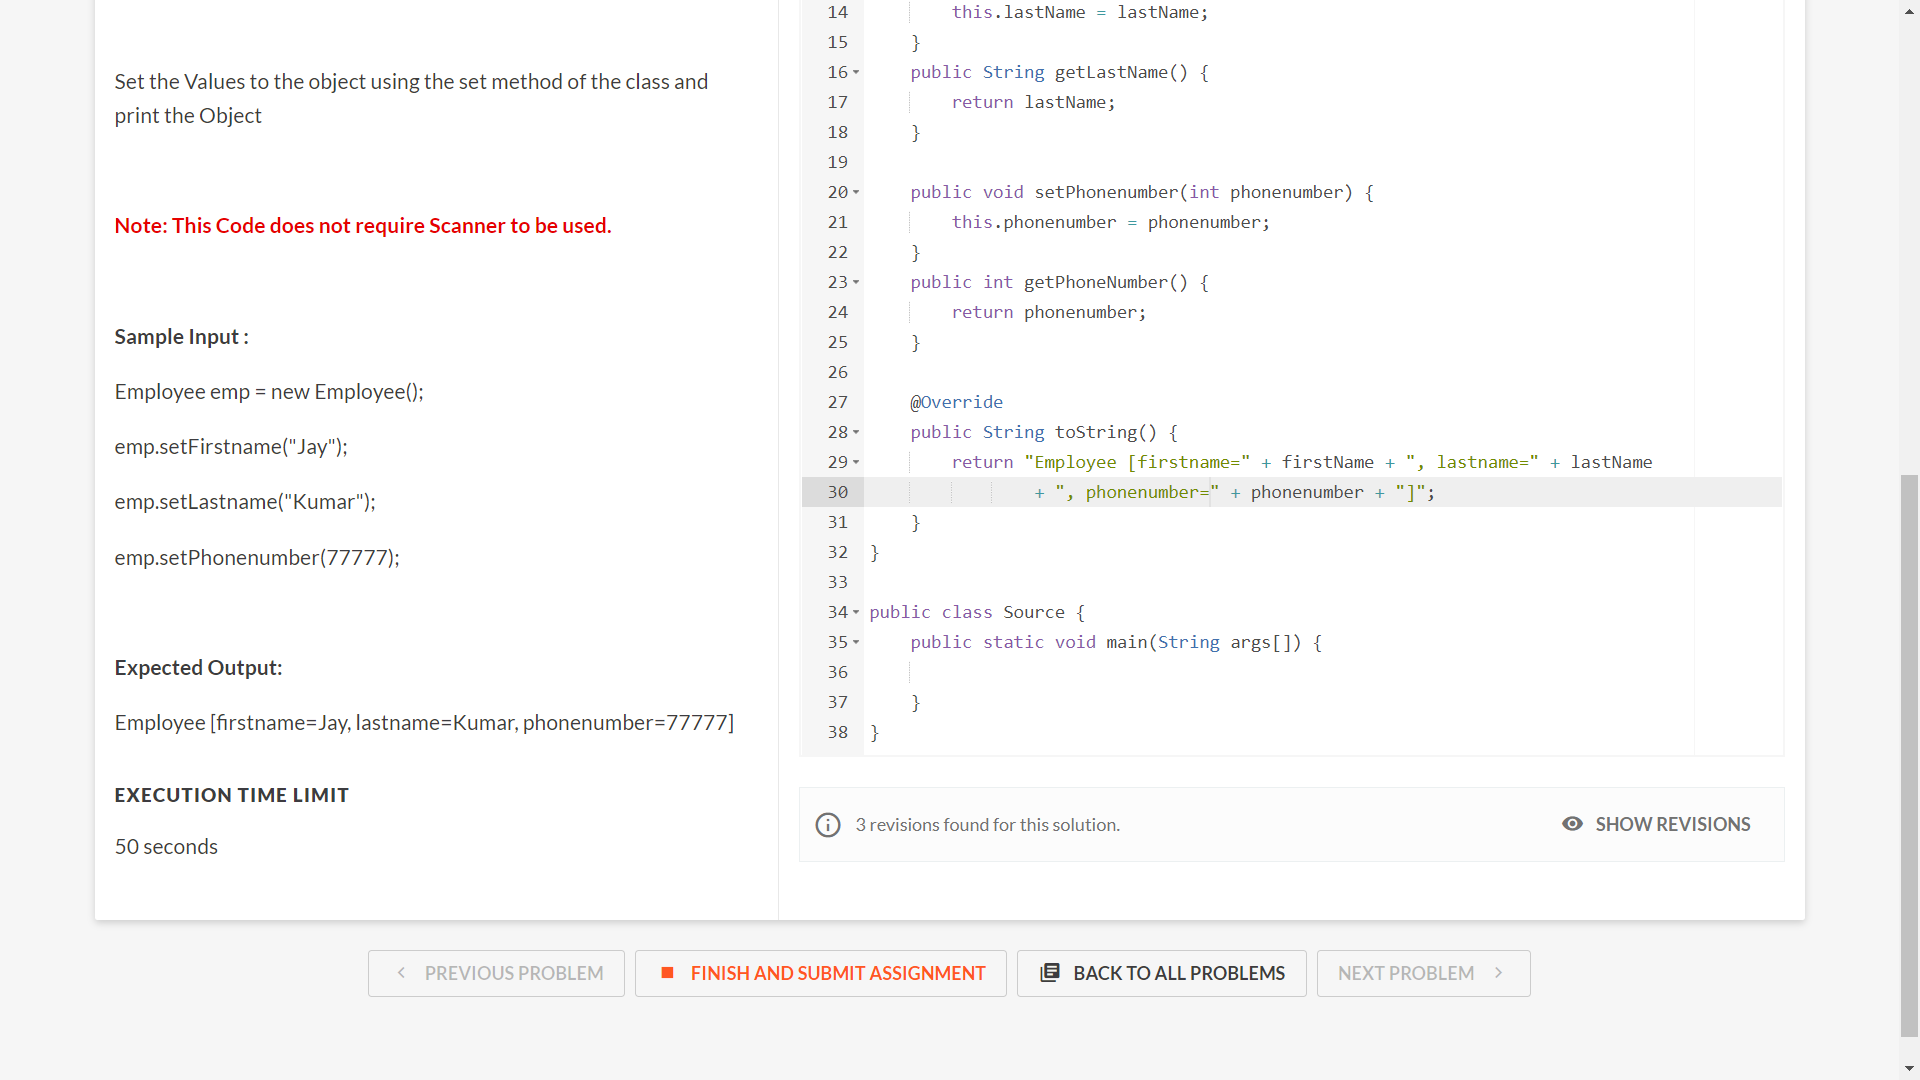 Set the Values to the object using the set method of the class and
print the Object
Note: This Code does not require Scanner to be used.
Sample Input :
Employee emp = new Employee();
emp.setFirstname("Jay");
emp.setLastname("Kumar");
emp.setPhonenumber(77777);
Expected Output:
Employee [firstname=Jay, lastname=Kumar, phonenumber=77777]
EXECUTION TIME LIMIT
50 seconds
14 this.lastName = lastName;
15 }
16 public String getLastName() {
17 return lastName;
18 }
19
20 public void setPhonenumber(int phonenumber) {
21 this.phonenumber = phonenumber;
22 }
23 public int getPhoneNumber() {
24 return phonenumber;
25 }
26
27 @Override
28 public String toString() {
29 return "Employee [firstname=" + firstName + ", lastname=" + lastName
30 + ", phonenumber=" + phonenumber + "]";
31 }
32 }
33
34 public class Source {
35 public static void main(String args[]) {
36
37 }
38 }
3 revisions found for this solution.
SHOW REVISIONS
PREVIOUS PROBLEM
FINISH AND SUBMIT ASSIGNMENT
BACK TO ALL PROBLEMS
NEXT PROBLEM